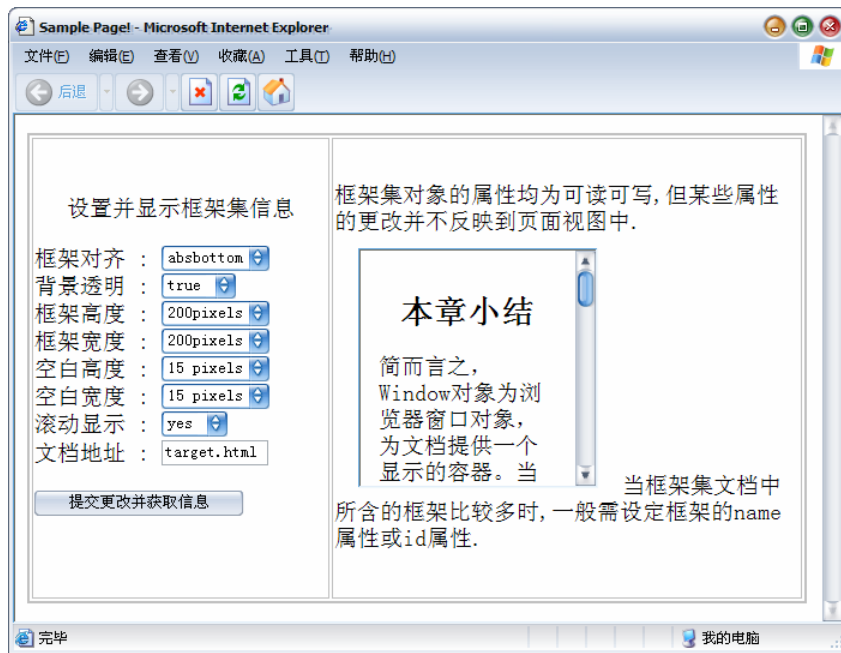 Sample Page! - Microsoft Internet Explorer
文件(F) 编辑(E) 查看(V) 收藏(A) 工具(T) 帮助(H)
后退
设置并显示框架集信息
框架对齐 : absbottom
背景透明 : true
框架高度 : 200pixels
框架宽度 : 200pixels
空白高度 : 15 pixels
空白宽度 : 15 pixels
滚动显示 : yes
文档地址 : target.html
提交更改并获取信息
框架集对象的属性均为可读可写,但某些属性
的更改并不反映到页面视图中.
本章小结
简而言之，
Window对象为浏
览器窗口对象，
为文档提供一个
显示的容器。当
当框架集文档中
所含的框架比较多时,一般需设定框架的name
属性或id属性.
完毕
我的电脑